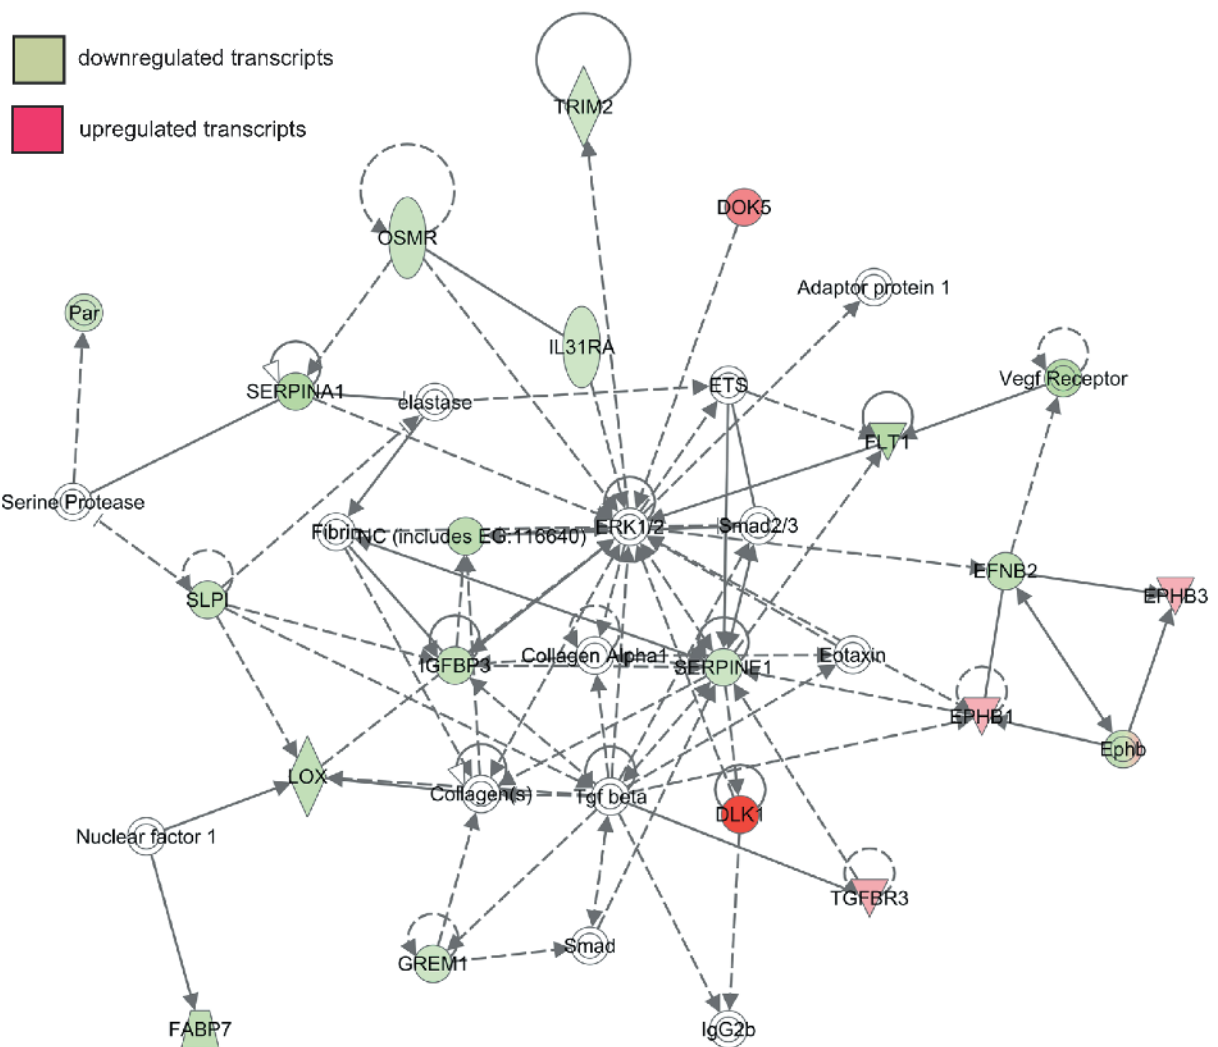 downregulated transcripts
TRIM2
upregulated transcripts
DOK5
OSMR
Adaptor protein 1
Par
IL31RA
SERPINA1
elastase
ETS
Vegf Receptor
FLT1
Serine Protease
Fibrin
NC (includes EG:116640)
ERK1/2
Smad2/3
EFNB2
EPHB3
SLPI
IGFBP3
Collagen Alpha1
SERPINE1
Eotaxin
EPHB1
Ephb
LOX
Collagen(s)
Tgf beta
DLK1
Nuclear factor 1
TGFBR3
GREM1
Smad
FABP7
IgG2b